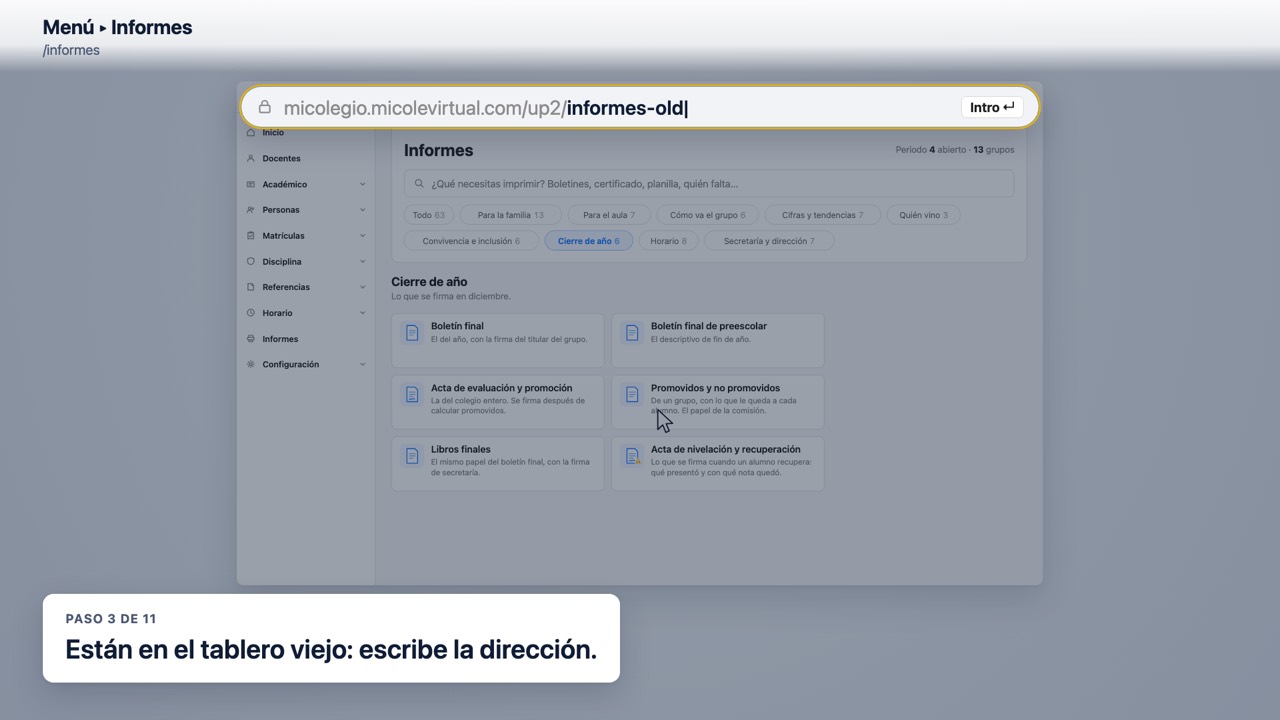 Menú ▸ Informes
/informes
micolegio.micolevirtual.com/up2/informes-old
Intro ↵
Inicio
Docentes
Académico
Personas
Matrículas
Disciplina
Referencias
Horario
Informes
Configuración
Informes
Periodo 4 abierto · 13 grupos
¿Qué necesitas imprimir? Boletines, certificado, planilla, quién falta...
Todo 63
Para la familia 13
Para el aula 7
Cómo va el grupo 6
Cifras y tendencias 7
Quién vino 3
Convivencia e inclusión 6
Cierre de año 6
Horario 8
Secretaría y dirección 7
Cierre de año
Lo que se firma en diciembre.
Boletín final
El del año, con la firma del titular del grupo.
Boletín final de preescolar
El descriptivo de fin de año.
Acta de evaluación y promoción
La del colegio entero. Se firma después de
calcular promovidos.
Promovidos y no promovidos
De un grupo, con lo que le queda a cada
alumno. El papel de la comisión.
Libros finales
El mismo papel del boletín final, con la firma
de secretaría.
Acta de nivelación y recuperación
Lo que se firma cuando un alumno recupera:
qué presentó y con qué nota quedó.
PASO 3 DE 11
Están en el tablero viejo: escribe la dirección.